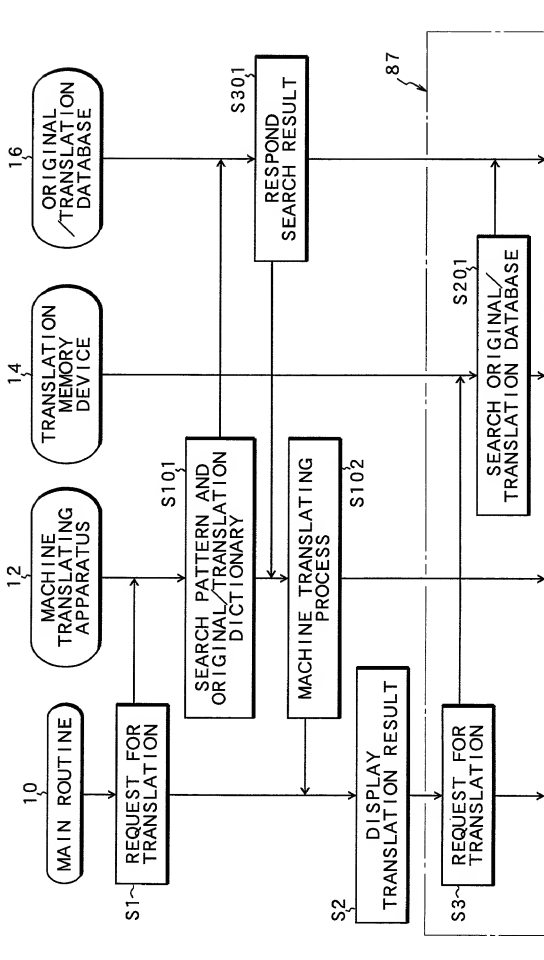 10
MAIN ROUTINE
12
MACHINE
TRANSLATING
APPARATUS
14
TRANSLATION
MEMORY
DEVICE
16
ORIGINAL
/TRANSLATION
DATABASE
S1
REQUEST FOR
TRANSLATION
S101
SEARCH PATTERN AND
ORIGINAL/TRANSLATION
DICTIONARY
S301
RESPOND
SEARCH RESULT
MACHINE TRANSLATING
PROCESS
S102
S2
DISPLAY
TRANSLATION RESULT
87
S3
REQUEST FOR
TRANSLATION
S201
SEARCH ORIGINAL/
TRANSLATION DATABASE